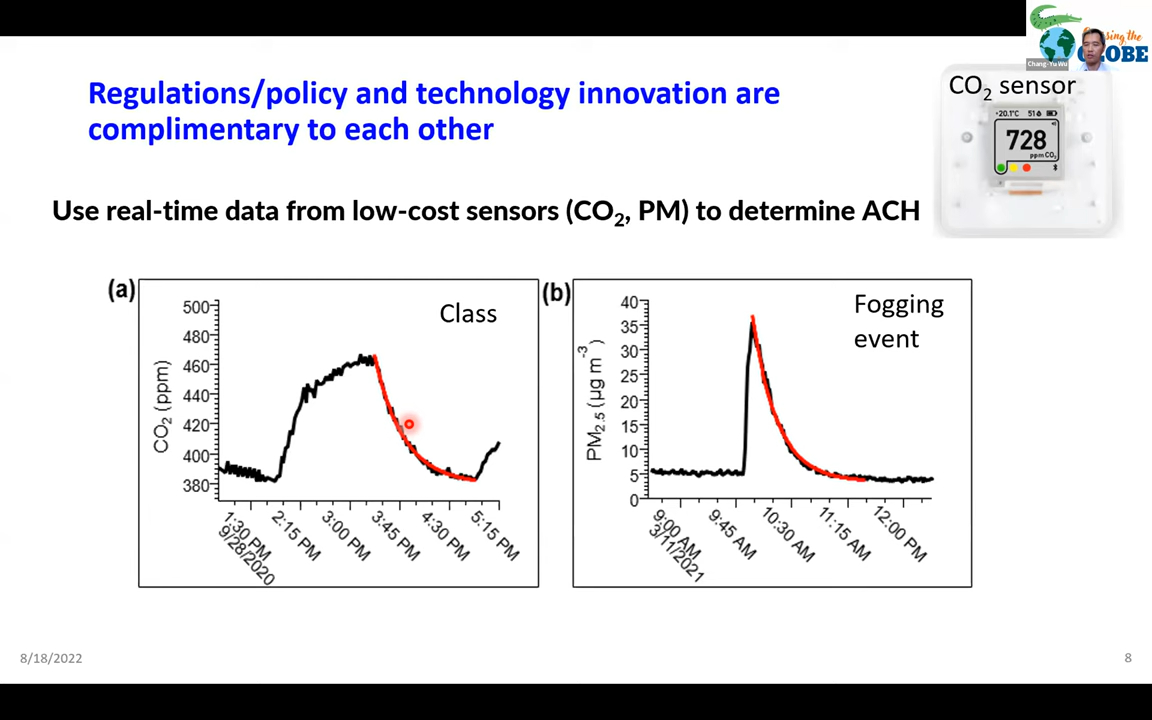 Regulations/policy and technology innovation are
complimentary to each other
Chang-Yu Wu
CO₂ sensor
20.1°C 51
728
ppm CO₂
Use real-time data from low-cost sensors (CO₂, PM) to determine ACH
(a)
Class
CO₂ (ppm)
500
480
460
440
420
400
380
1:30 PM
9/28/2020
2:15 PM
3:00 PM
3:45 PM
4:30 PM
5:15 PM
(b)
Fogging
event
PM₂.₅ (µg m⁻³)
40
35
30
25
20
15
10
5
0
9:00 AM
3/11/2021
9:45 AM
10:30 AM
11:15 AM
12:00 PM
8/18/2022
8